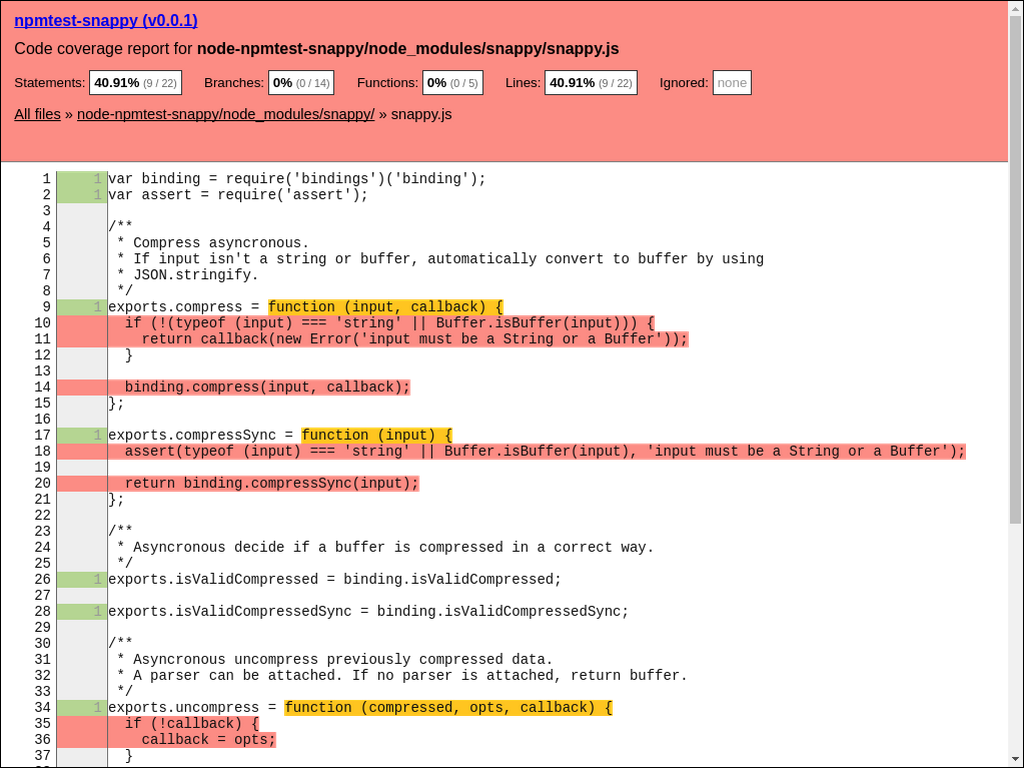 npmtest-snappy (v0.0.1)
Code coverage report for node-npmtest-snappy/node_modules/snappy/snappy.js
Statements: 40.91% (9 / 22) Branches: 0% (0 / 14) Functions: 0% (0 / 5) Lines: 40.91% (9 / 22) Ignored: none
All files » node-npmtest-snappy/node_modules/snappy/ » snappy.js
1 1 var binding = require('bindings')('binding');
2 1 var assert = require('assert');
3
4 /**
5  * Compress asyncronous.
6  * If input isn't a string or buffer, automatically convert to buffer by using
7  * JSON.stringify.
8  */
9 1 exports.compress = function (input, callback) {
10   if (!(typeof (input) === 'string' || Buffer.isBuffer(input))) {
11     return callback(new Error('input must be a String or a Buffer'));
12   }
13
14   binding.compress(input, callback);
15 };
16
17 1 exports.compressSync = function (input) {
18   assert(typeof (input) === 'string' || Buffer.isBuffer(input), 'input must be a String or a Buffer');
19
20   return binding.compressSync(input);
21 };
22
23 /**
24  * Asyncronous decide if a buffer is compressed in a correct way.
25  */
26 1 exports.isValidCompressed = binding.isValidCompressed;
27
28 1 exports.isValidCompressedSync = binding.isValidCompressedSync;
29
30 /**
31  * Asyncronous uncompress previously compressed data.
32  * A parser can be attached. If no parser is attached, return buffer.
33  */
34 1 exports.uncompress = function (compressed, opts, callback) {
35   if (!callback) {
36     callback = opts;
37   }